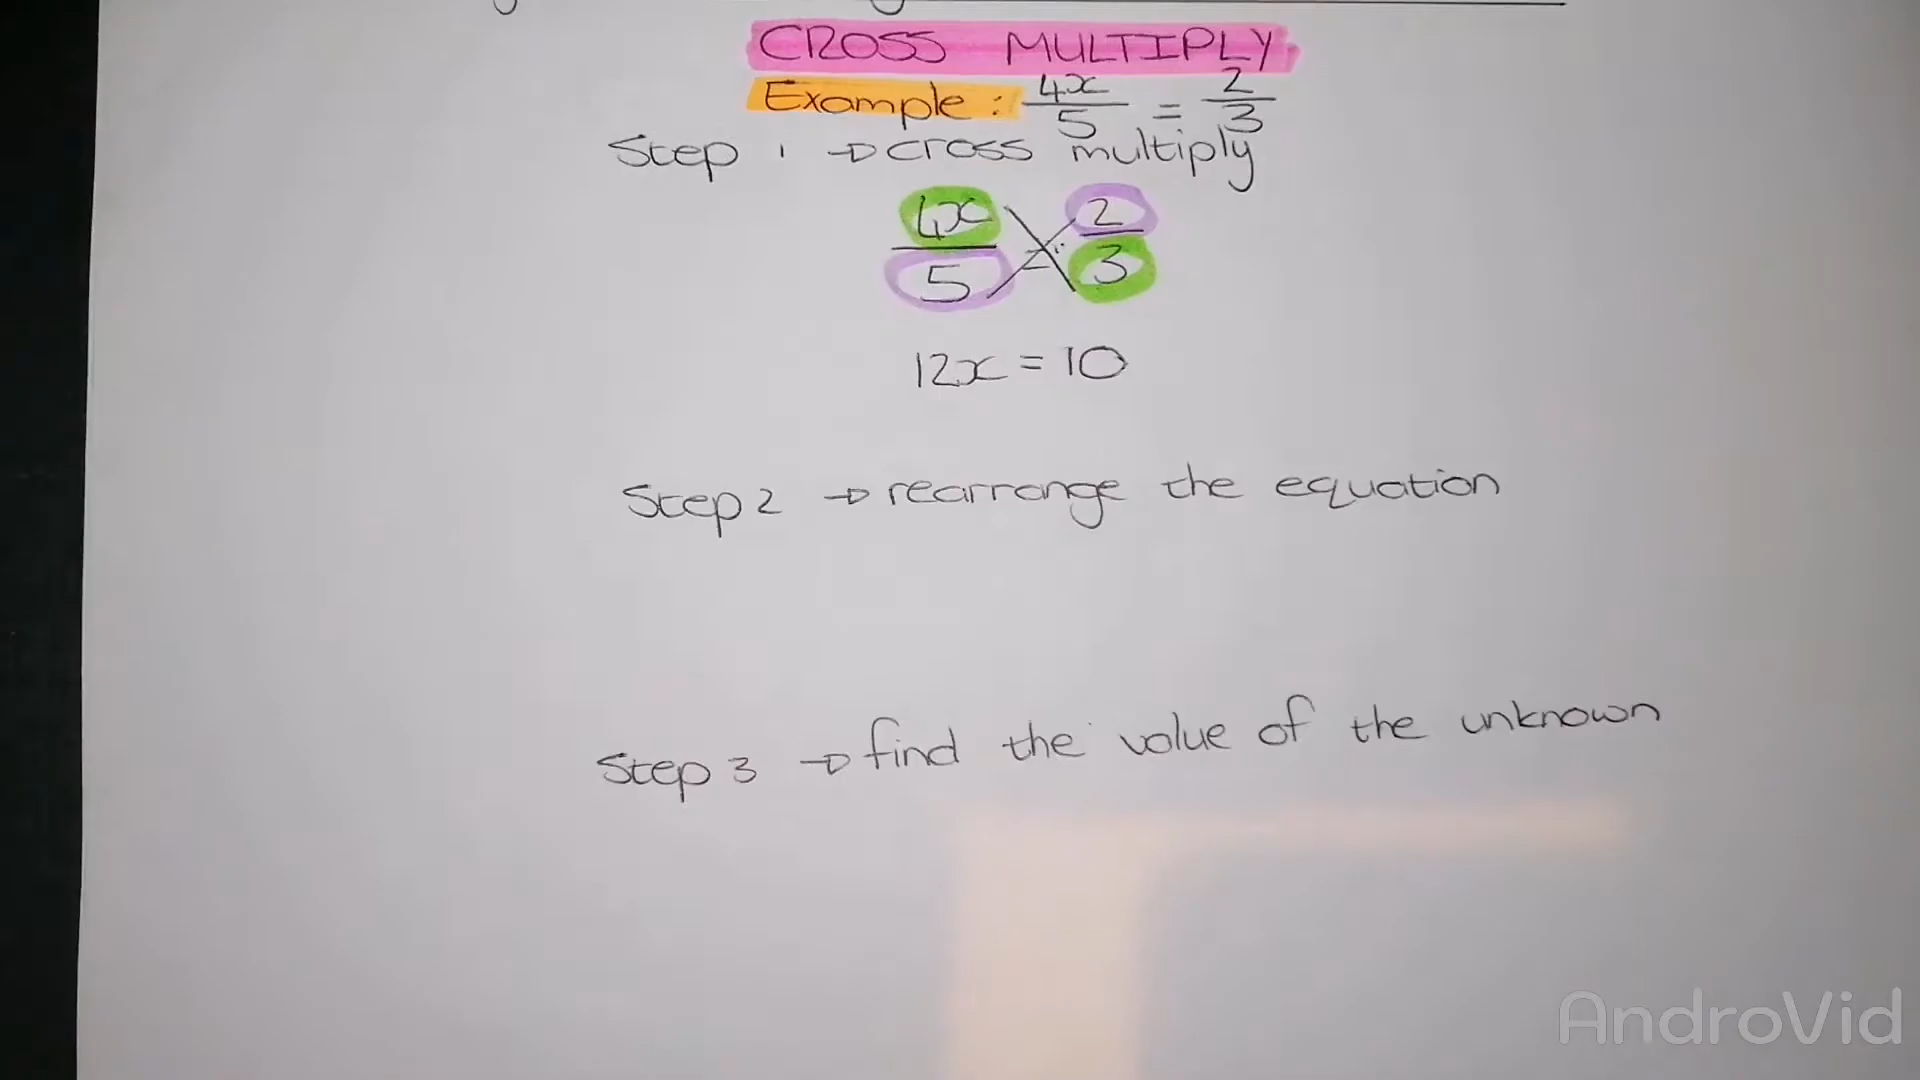 CROSS MULTIPLY
Example: 4x/5 = 2/3
Step 1 → cross multiply
4x/5 = 2/3
12x = 10
Step 2 → rearrange the equation
Step 3 → find the value of the unknown
AndroVid